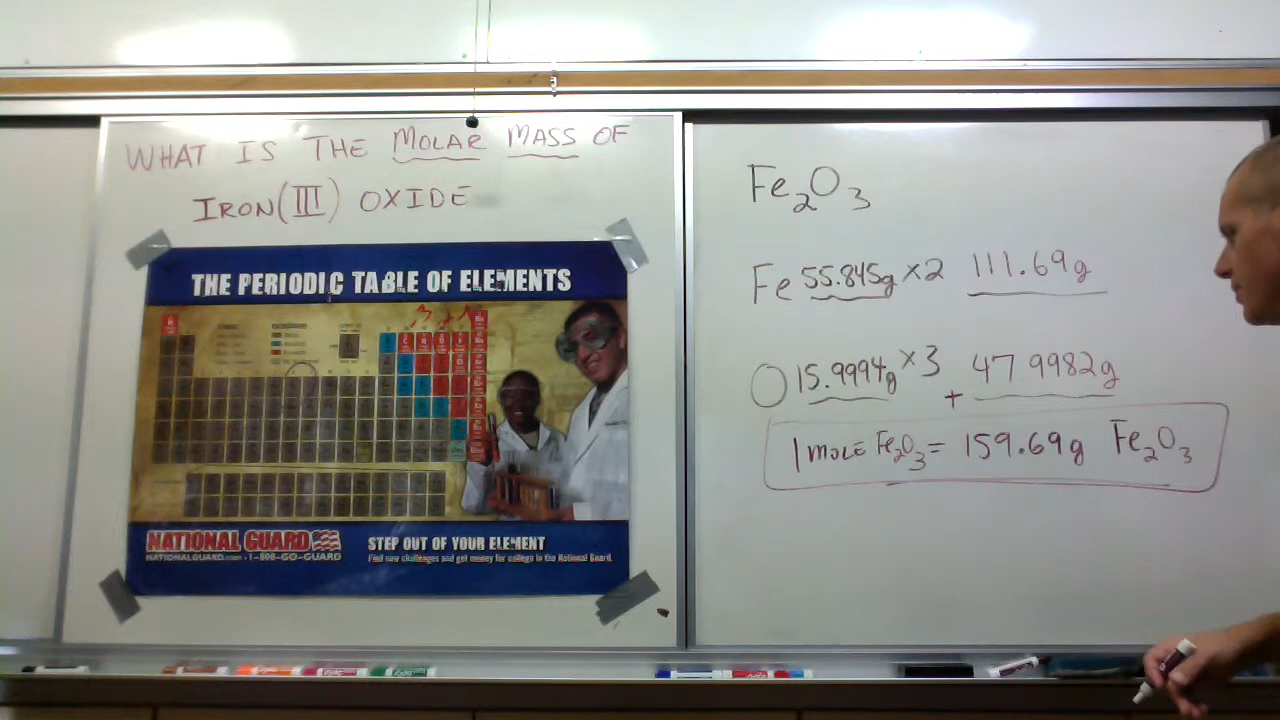 WHAT IS THE MOLAR MASS OF
IRON(III) OXIDE
THE PERIODIC TABLE OF ELEMENTS
NATIONAL GUARD
NATIONALGUARD.com • 1-800-GO-GUARD
STEP OUT OF YOUR ELEMENT
Find new challenges and get money for college in the National Guard.
Fe₂O₃
Fe 55.845g ×2 111.69g
O 15.9994g ×3 + 47 9982g
1 MOLE Fe₂O₃ = 159.69g Fe₂O₃